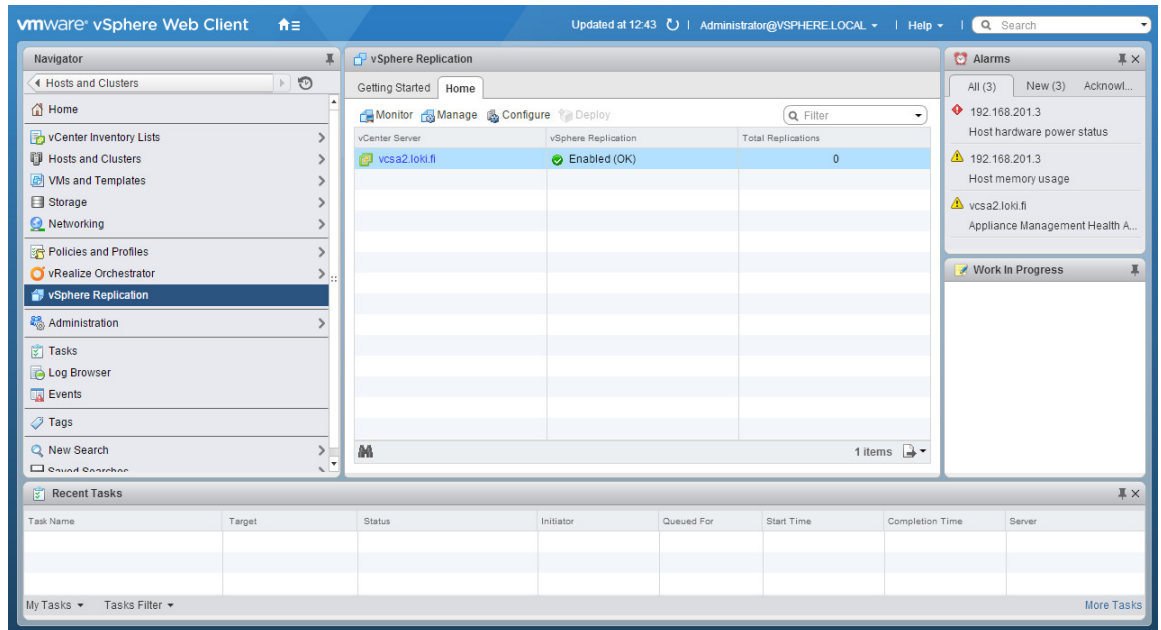 vmware® vSphere Web Client
Updated at 12:43 | Administrator@VSPHERE.LOCAL | Help | Search
Navigator
Hosts and Clusters
Home
vCenter Inventory Lists
Hosts and Clusters
VMs and Templates
Storage
Networking
Policies and Profiles
vRealize Orchestrator
vSphere Replication
Administration
Tasks
Log Browser
Events
Tags
New Search
Saved Searches
vSphere Replication
Getting Started Home
Monitor Manage Configure Deploy Filter
vCenter Server vSphere Replication Total Replications
vcsa2.loki.fi Enabled (OK) 0
1 items
Alarms
All (3) New (3) Acknowl...
192.168.201.3
Host hardware power status
192.168.201.3
Host memory usage
vcsa2.loki.fi
Appliance Management Health A...
Work In Progress
Recent Tasks
Task Name Target Status Initiator Queued For Start Time Completion Time Server
My Tasks Tasks Filter More Tasks